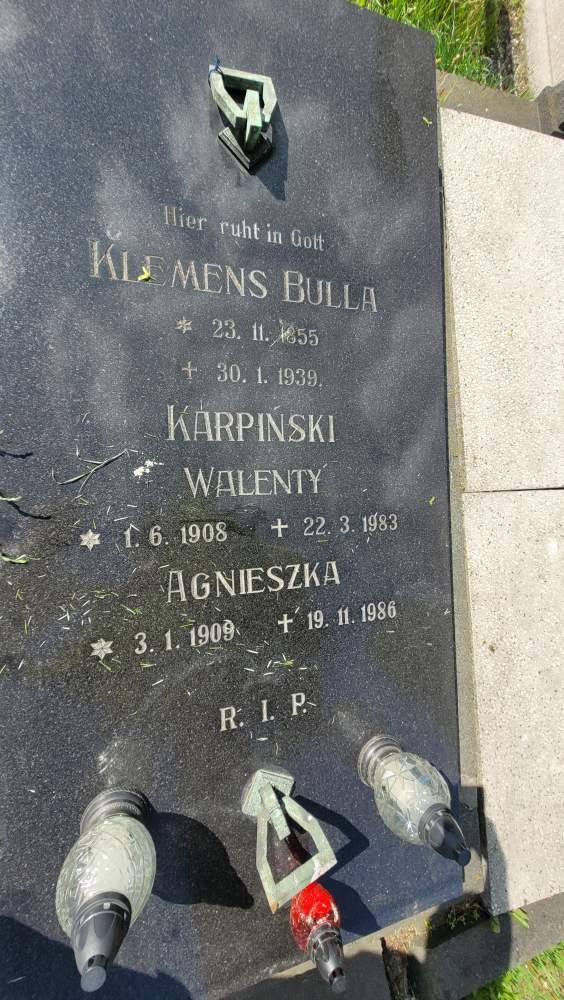 Hier ruht in Gott
KLEMENS BULLA
* 23. 11. 1855
+ 30. 1. 1939.
KARPIŃSKI
WALENTY
* 1. 6. 1908 + 22. 3. 1983
AGNIESZKA
* 3. 1. 1909 + 19. 11. 1986
R. I. P.